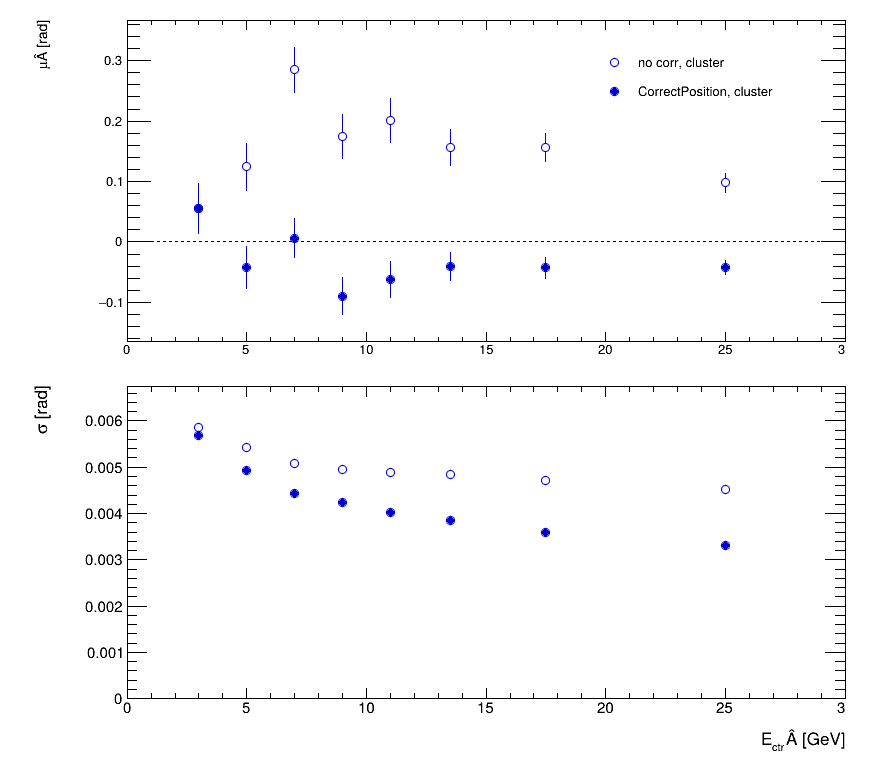 μÂ [rad]
no corr, cluster
CorrectPosition, cluster
0.3
0.2
0.1
0
−0.1
0 5 10 15 20 25 3
σ [rad]
0.006
0.005
0.004
0.003
0.002
0.001
0
0 5 10 15 20 25 3
E_ctr Â [GeV]